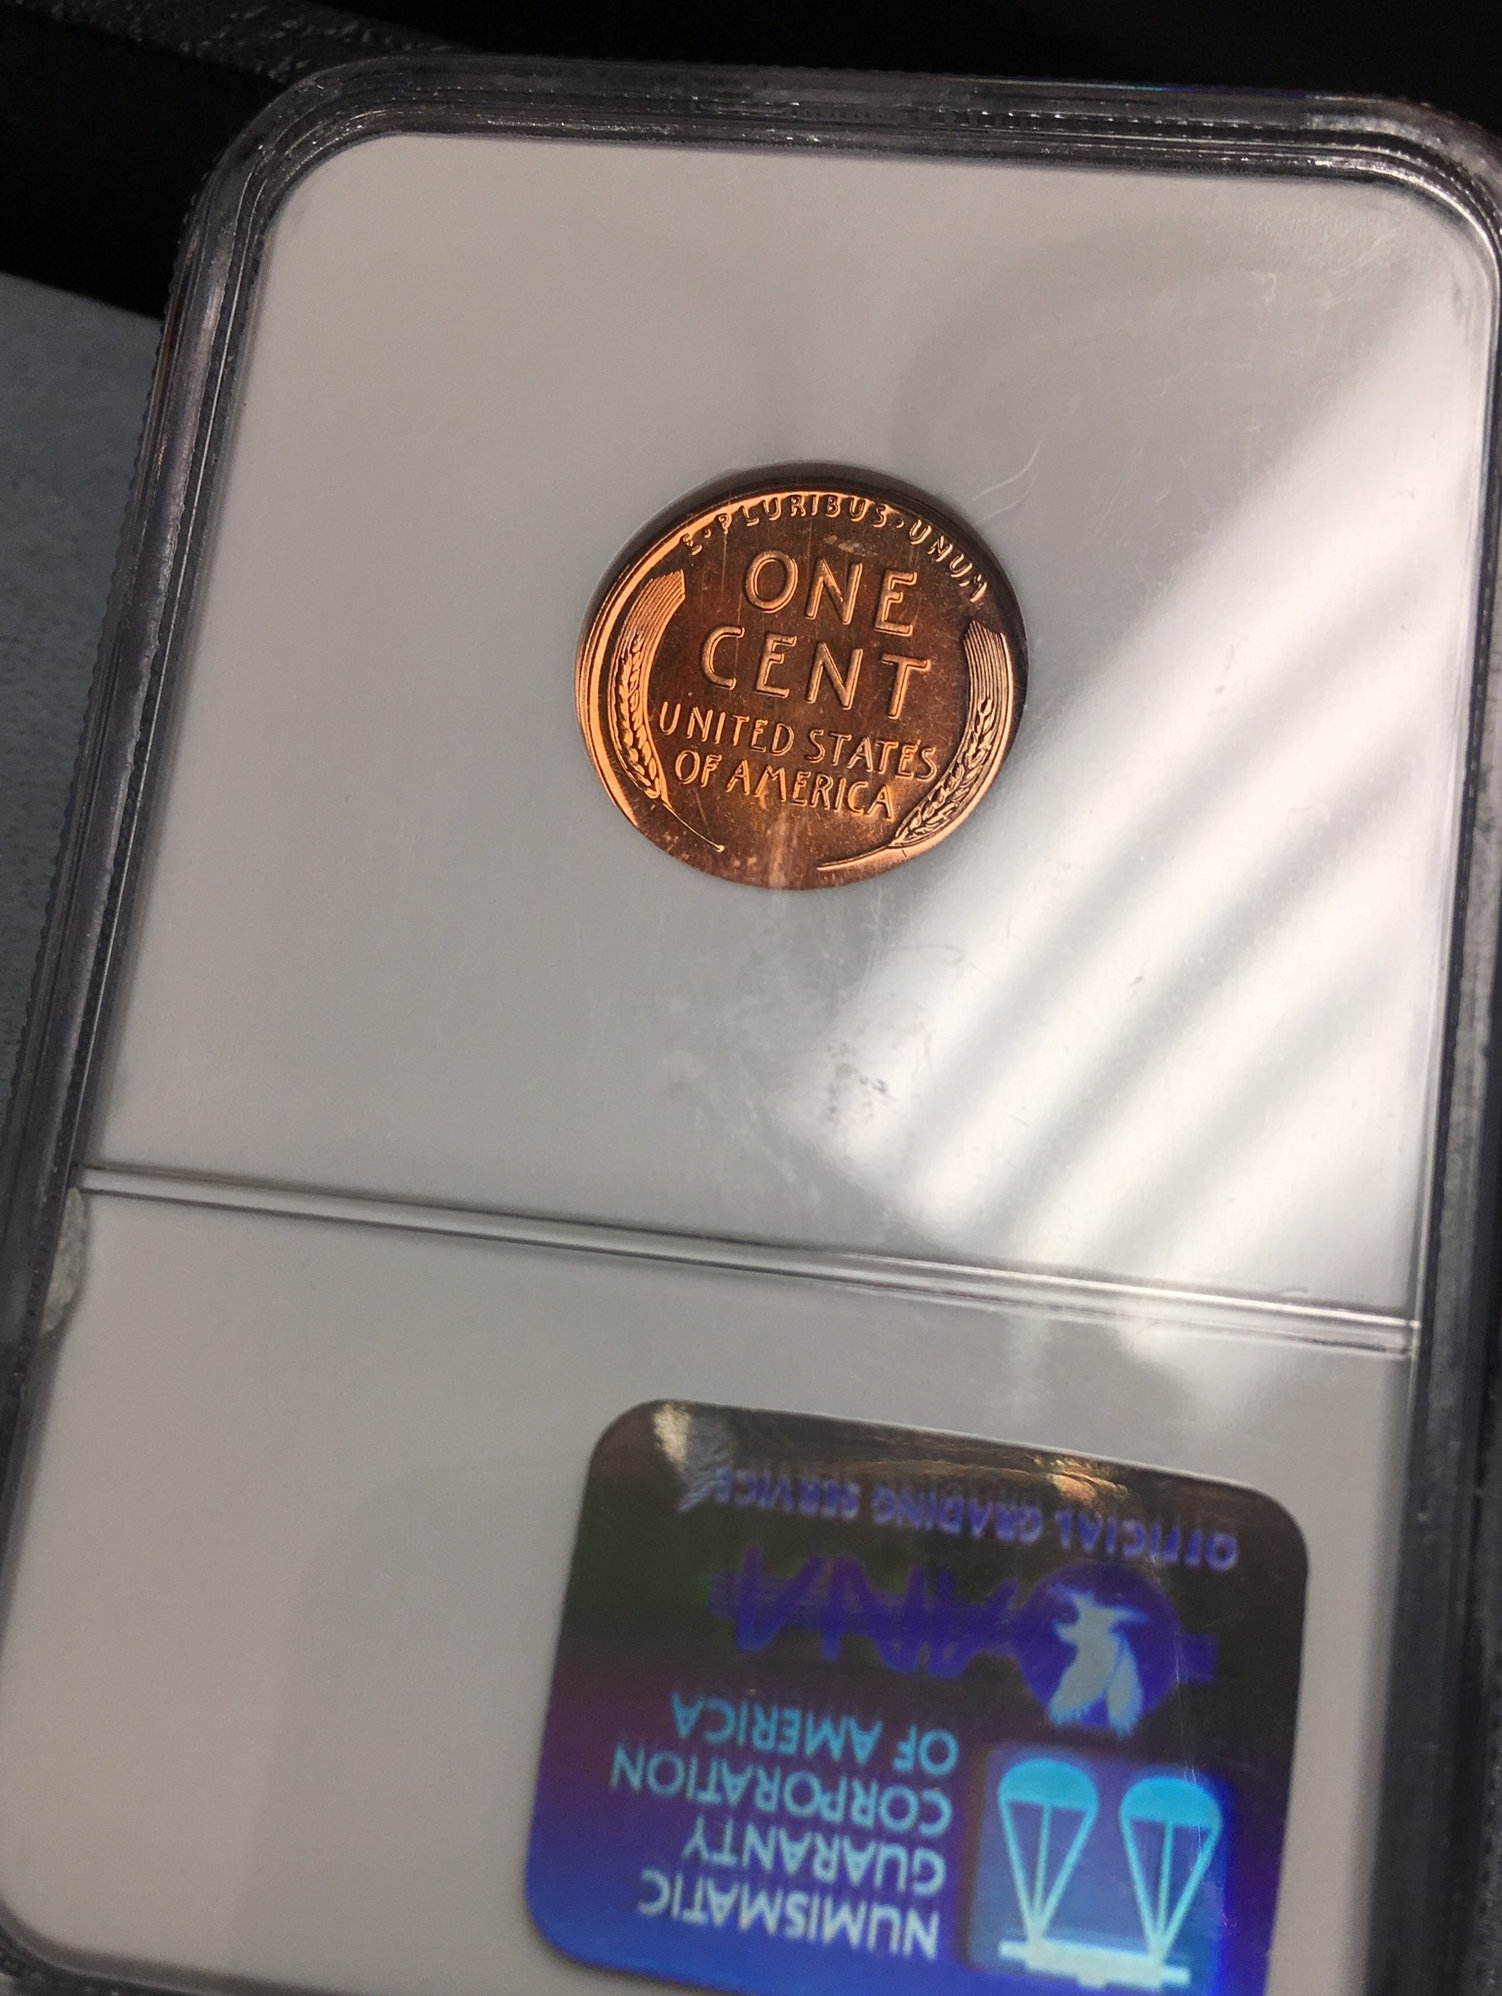 E·PLURIBUS·UNUM
ONE
CENT
UNITED STATES
OF AMERICA
OFFICIAL GRADING SERVICE
NUMISMATIC
GUARANTY
CORPORATION
OF AMERICA